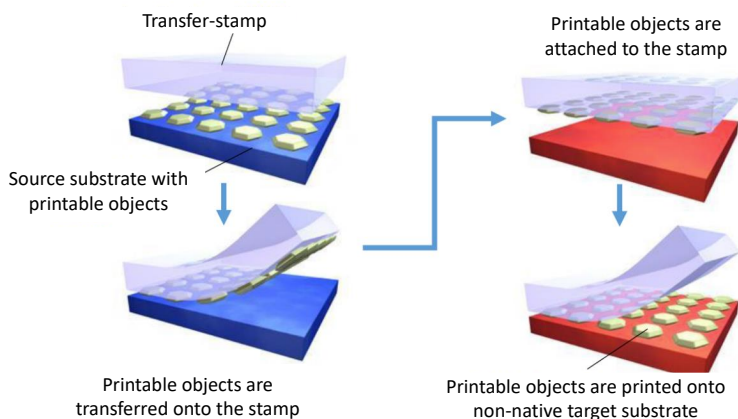 Transfer-stamp
Source substrate with
printable objects
Printable objects are
transferred onto the stamp
Printable objects are
attached to the stamp
Printable objects are printed onto
non-native target substrate